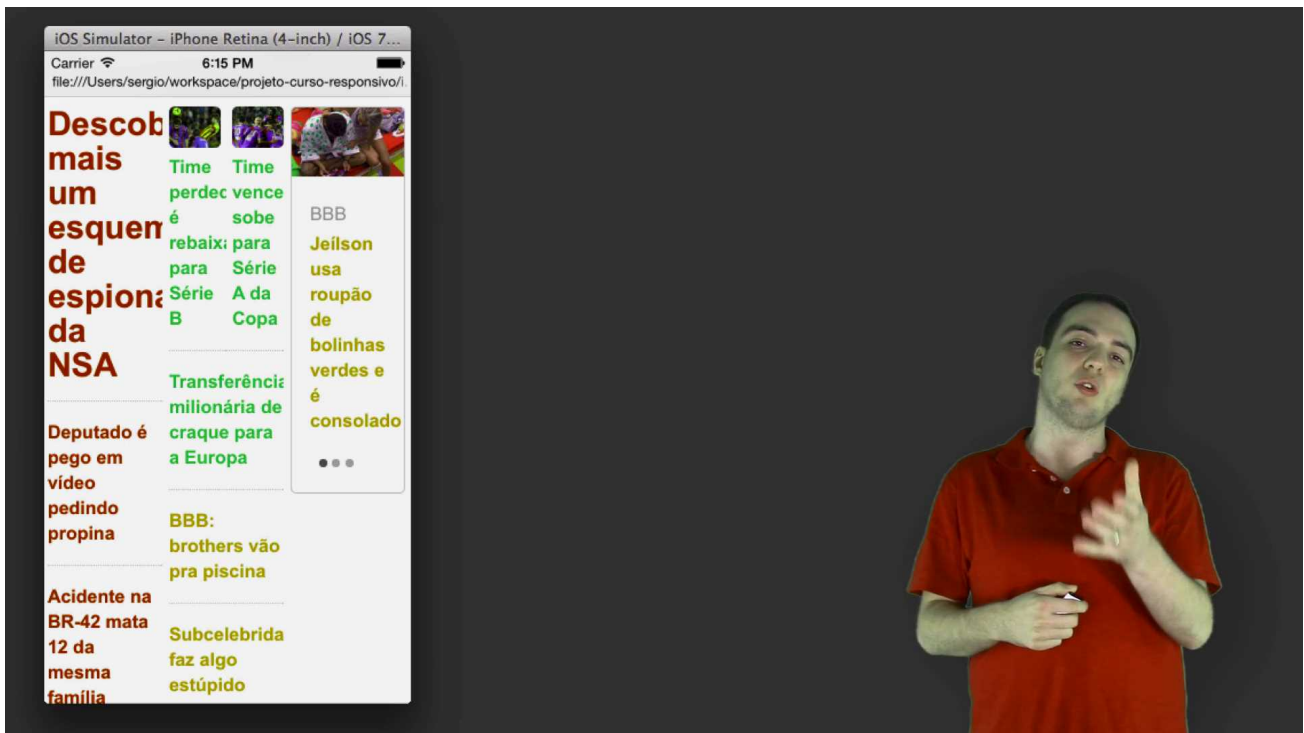 iOS Simulator – iPhone Retina (4-inch) / iOS 7...
Carrier
6:15 PM
file:///Users/sergio/workspace/projeto-curso-responsivo/i
Descob
mais
um
esquem
de
espiona
da
NSA
Deputado é
pego em
vídeo
pedindo
propina
Acidente na
BR-42 mata
12 da
mesma
família
Time
perdec
é
rebaixa
para
Série
B
Time
vence
sobe
para
Série
A da
Copa
Transferência
milionária de
craque para
a Europa
BBB:
brothers vão
pra piscina
Subcelebrida
faz algo
estúpido
BBB
Jeílson
usa
roupão
de
bolinhas
verdes e
é
consolado